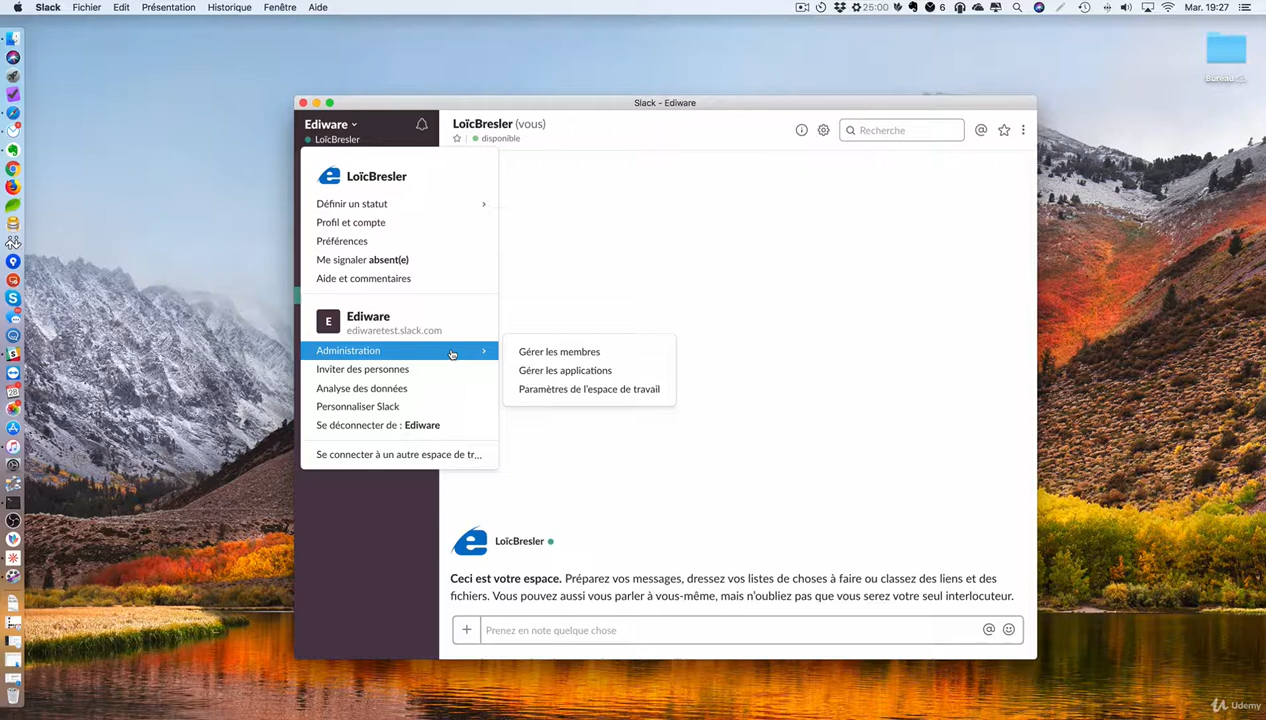 Slack Fichier Edit Présentation Historique Fenêtre Aide
25:00 6 Mar. 19:27
Bureau
Slack - Ediware
Ediware
LoïcBresler
LoïcBresler (vous)
disponible
Recherche
LoïcBresler
Définir un statut
Profil et compte
Préférences
Me signaler absent(e)
Aide et commentaires
E
Ediware
ediwaretest.slack.com
Administration
Inviter des personnes
Analyse des données
Personnaliser Slack
Se déconnecter de : Ediware
Se connecter à un autre espace de tr...
Gérer les membres
Gérer les applications
Paramètres de l'espace de travail
LoïcBresler
Ceci est votre espace. Préparez vos messages, dressez vos listes de choses à faire ou classez des liens et des
fichiers. Vous pouvez aussi vous parler à vous-même, mais n'oubliez pas que vous serez votre seul interlocuteur.
Prenez en note quelque chose
Udemy